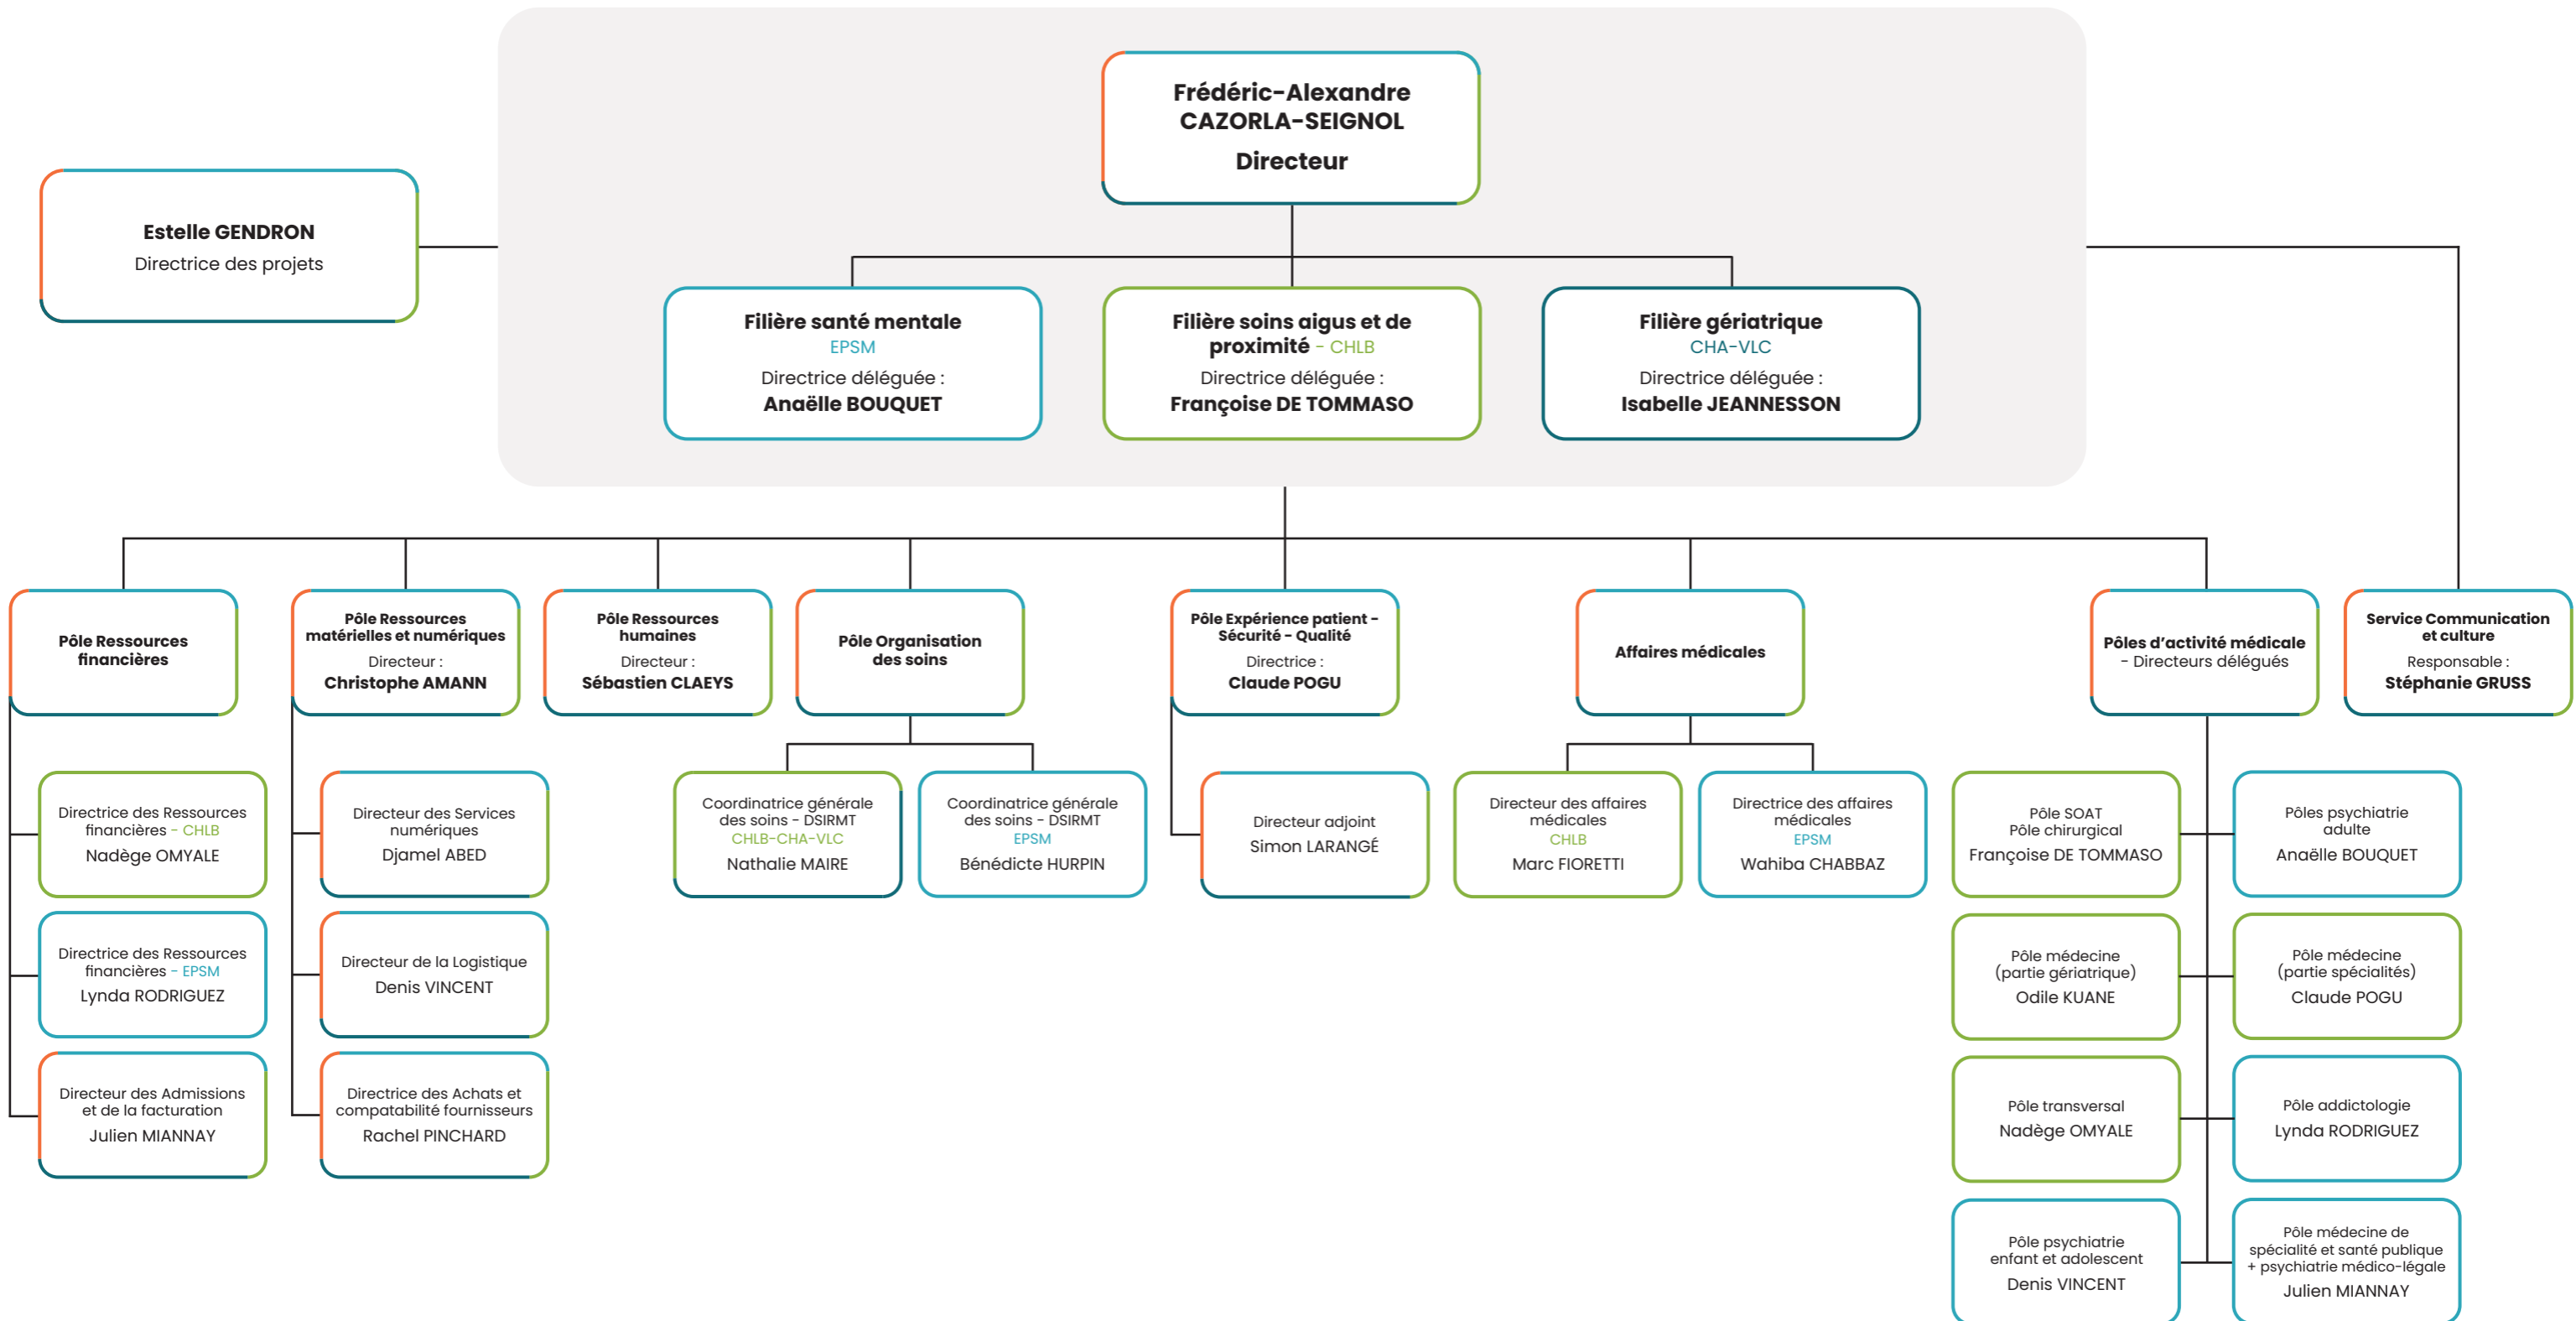 Frédéric-Alexandre
CAZORLA-SEIGNOL
Directeur
Estelle GENDRON
Directrice des projets
Filière santé mentale
EPSM
Directrice déléguée :
Anaëlle BOUQUET
Filière soins aigus et de
proximité - CHLB
Directrice déléguée :
Françoise DE TOMMASO
Filière gériatrique
CHA-VLC
Directrice déléguée :
Isabelle JEANNESSON
Pôle Ressources
financières
Pôle Ressources
matérielles et numériques
Directeur :
Christophe AMANN
Pôle Ressources
humaines
Directeur :
Sébastien CLAEYS
Pôle Organisation
des soins
Pôle Expérience patient -
Sécurité - Qualité
Directrice :
Claude POGU
Affaires médicales
Pôles d'activité médicale
- Directeurs délégués
Service Communication
et culture
Responsable :
Stéphanie GRUSS
Directrice des Ressources
financières - CHLB
Nadège OMYALE
Directeur des Services
numériques
Djamel ABED
Coordinatrice générale
des soins - DSIRMT
CHLB-CHA-VLC
Nathalie MAIRE
Coordinatrice générale
des soins - DSIRMT
EPSM
Bénédicte HURPIN
Directeur adjoint
Simon LARANGÉ
Directeur des affaires
médicales
CHLB
Marc FIORETTI
Directrice des affaires
médicales
EPSM
Wahiba CHABBAZ
Pôle SOAT
Pôle chirurgical
Françoise DE TOMMASO
Pôles psychiatrie
adulte
Anaëlle BOUQUET
Directrice des Ressources
financières - EPSM
Lynda RODRIGUEZ
Directeur de la Logistique
Denis VINCENT
Pôle médecine
(partie gériatrique)
Odile KUANE
Pôle médecine
(partie spécialités)
Claude POGU
Directeur des Admissions
et de la facturation
Julien MIANNAY
Directrice des Achats et
compatabilité fournisseurs
Rachel PINCHARD
Pôle transversal
Nadège OMYALE
Pôle addictologie
Lynda RODRIGUEZ
Pôle psychiatrie
enfant et adolescent
Denis VINCENT
Pôle médecine de
spécialité et santé publique
+ psychiatrie médico-légale
Julien MIANNAY